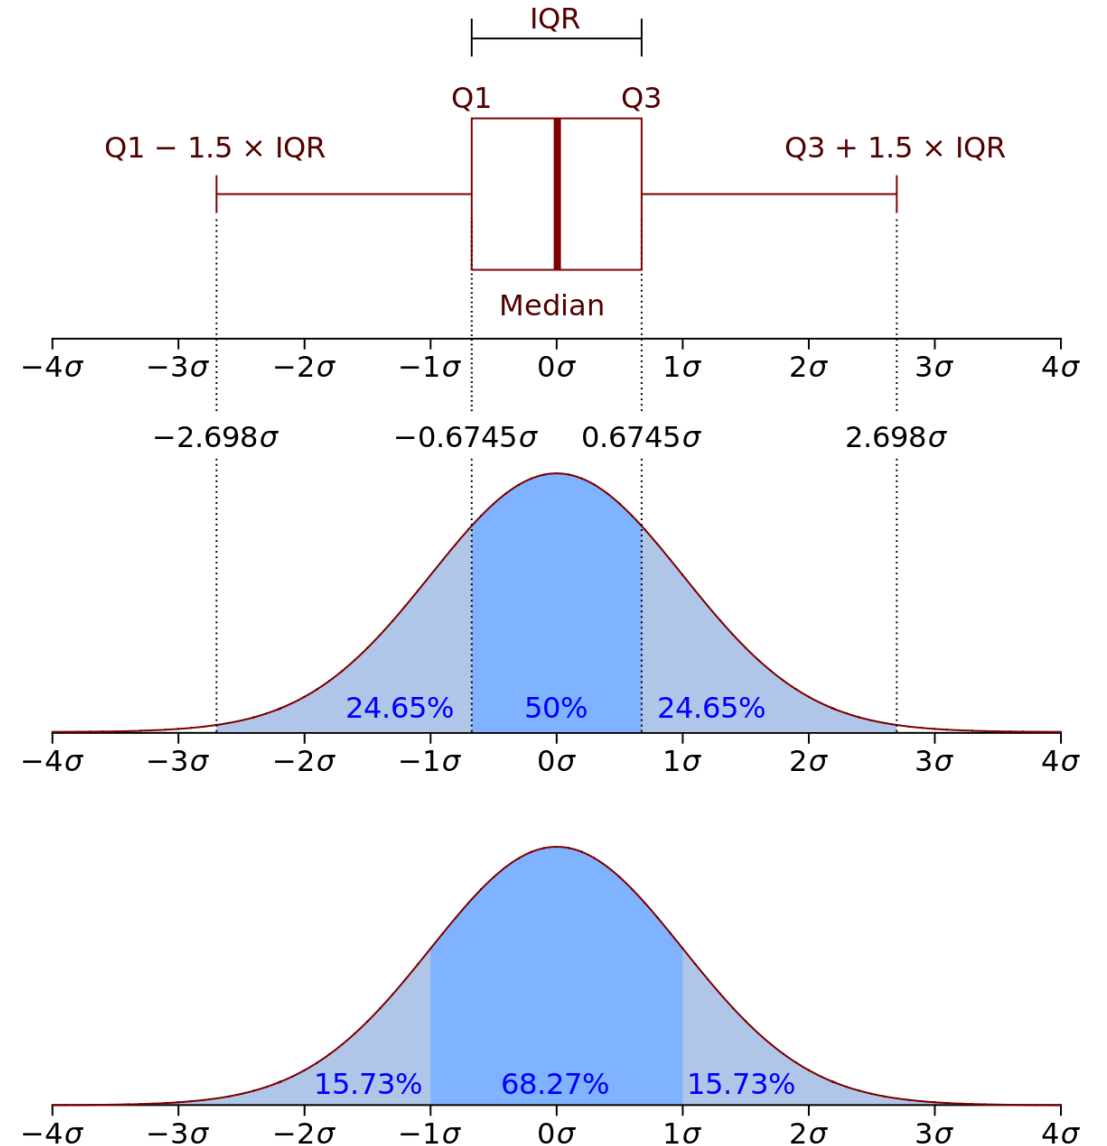 IQR
Q1 Q3
Q1 − 1.5 × IQR Q3 + 1.5 × IQR
Median
−4σ −3σ −2σ −1σ 0σ 1σ 2σ 3σ 4σ
−2.698σ −0.6745σ 0.6745σ 2.698σ
24.65% 50% 24.65%
−4σ −3σ −2σ −1σ 0σ 1σ 2σ 3σ 4σ
15.73% 68.27% 15.73%
−4σ −3σ −2σ −1σ 0σ 1σ 2σ 3σ 4σ